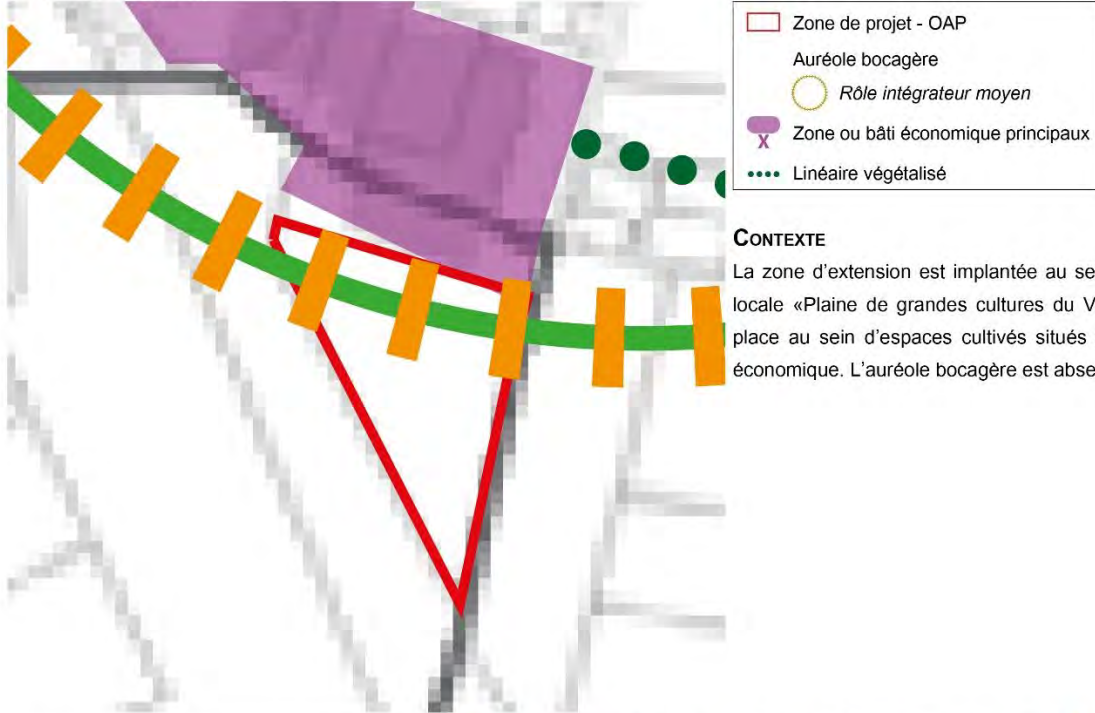 Zone de projet - OAP
Auréole bocagère
Rôle intégrateur moyen
X Zone ou bâti économique principaux
Linéaire végétalisé
CONTEXTE
La zone d’extension est implantée au se
locale «Plaine de grandes cultures du V
place au sein d’espaces cultivés situés
économique. L’auréole bocagère est abse